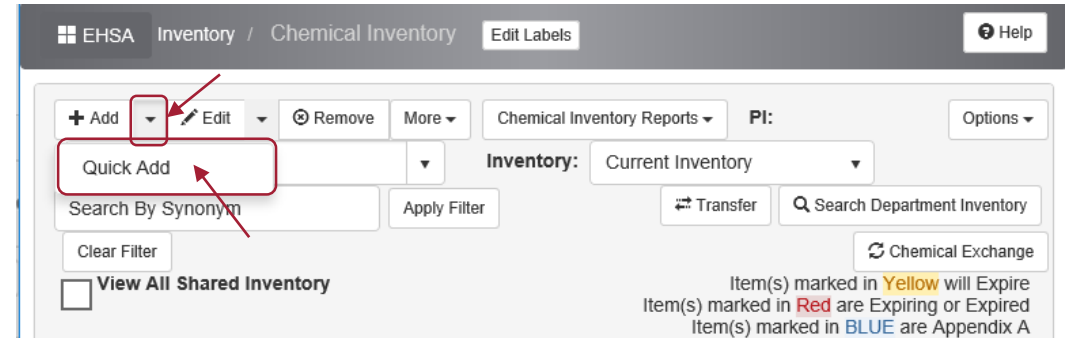 EHSA Inventory / Chemical Inventory Edit Labels Help
Add Edit Remove More Chemical Inventory Reports PI: Options
Quick Add Inventory: Current Inventory
Search By Synonym Apply Filter Transfer Search Department Inventory
Clear Filter Chemical Exchange
View All Shared Inventory
Item(s) marked in Yellow will Expire
Item(s) marked in Red are Expiring or Expired
Item(s) marked in BLUE are Appendix A